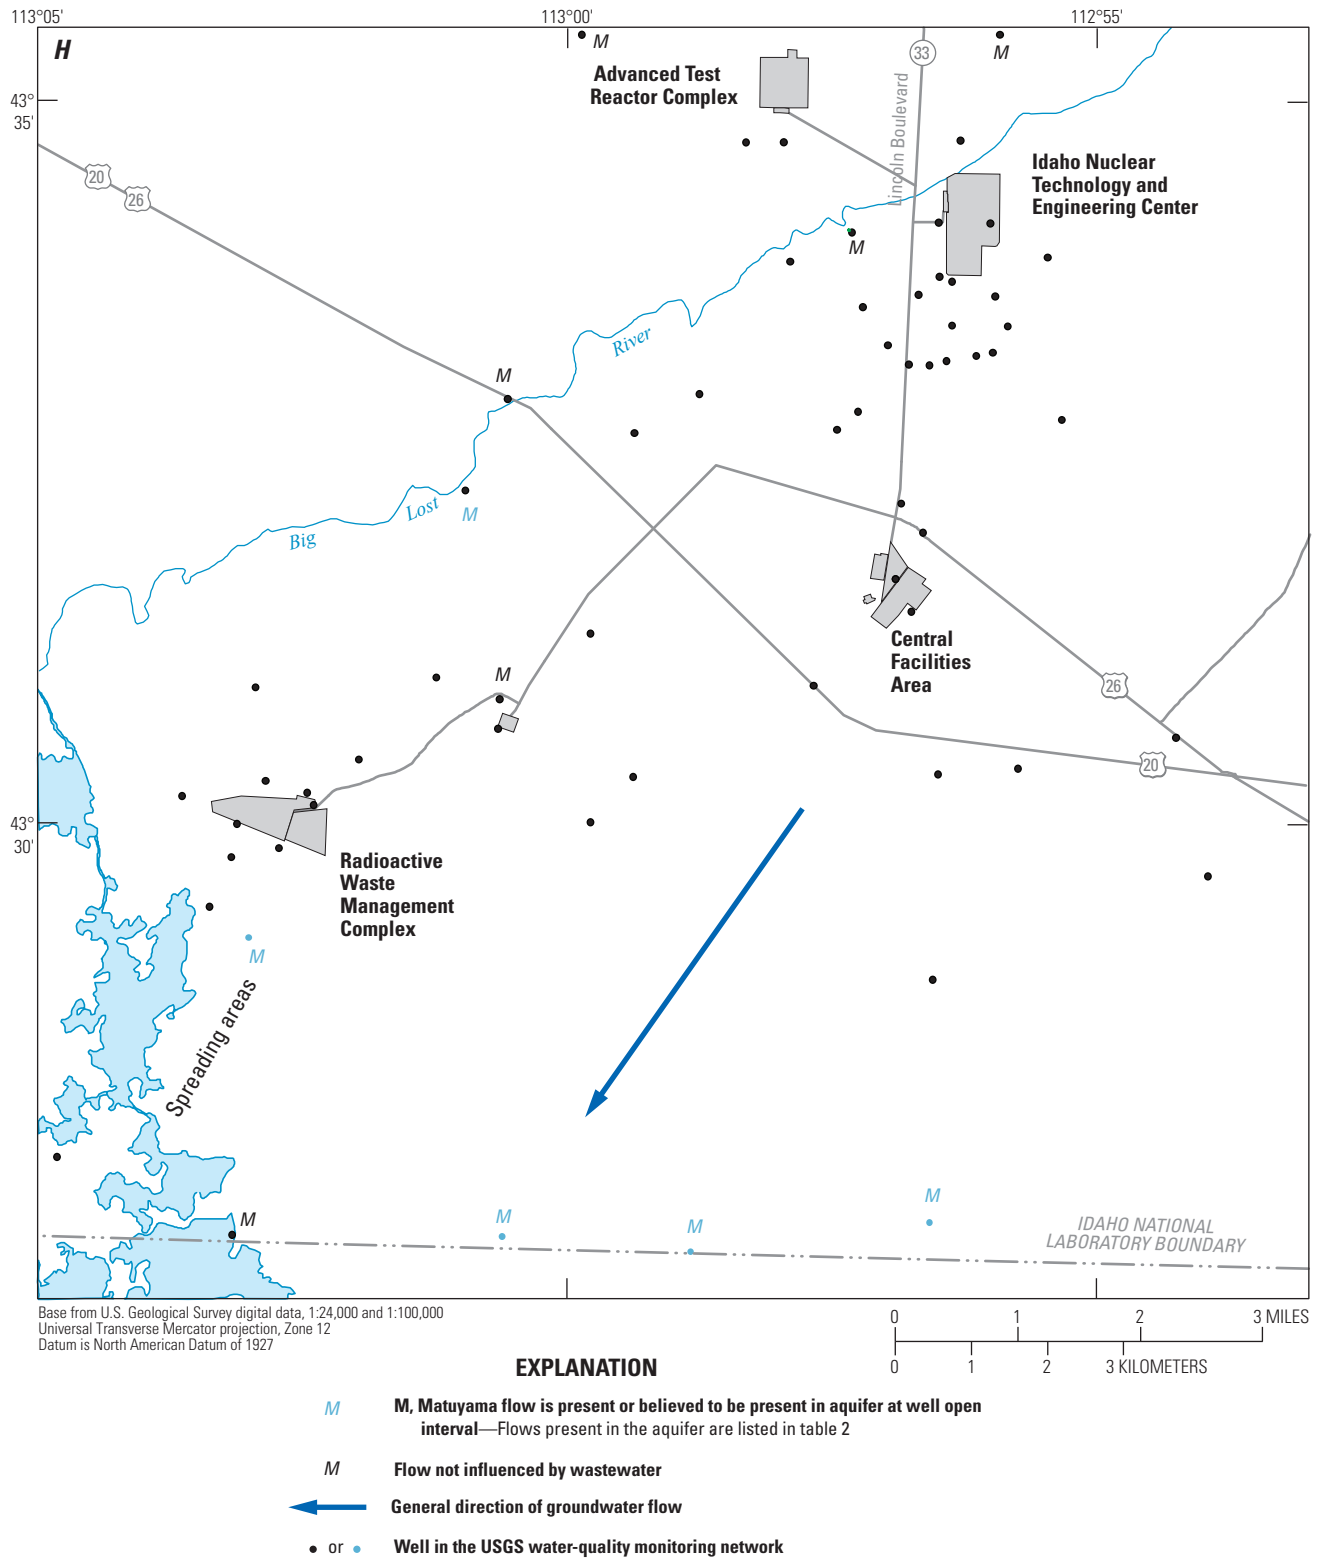 113°05'
113°00'
112°55'
H
M
M
33
Advanced Test
Reactor Complex
Lincoln Boulevard
43°
35'
Idaho Nuclear
Technology and
Engineering Center
20
26
M
River
M
Lost
M
Big
Central
Facilities
Area
M
26
20
43°
30'
Radioactive
Waste
Management
Complex
M
Spreading areas
M
M
M
M
IDAHO NATIONAL
LABORATORY BOUNDARY
Base from U.S. Geological Survey digital data, 1:24,000 and 1:100,000
Universal Transverse Mercator projection, Zone 12
Datum is North American Datum of 1927
0 1 2 3 MILES
0 1 2 3 KILOMETERS
EXPLANATION
M M, Matuyama flow is present or believed to be present in aquifer at well open
interval—Flows present in the aquifer are listed in table 2
M Flow not influenced by wastewater
General direction of groundwater flow
or Well in the USGS water-quality monitoring network